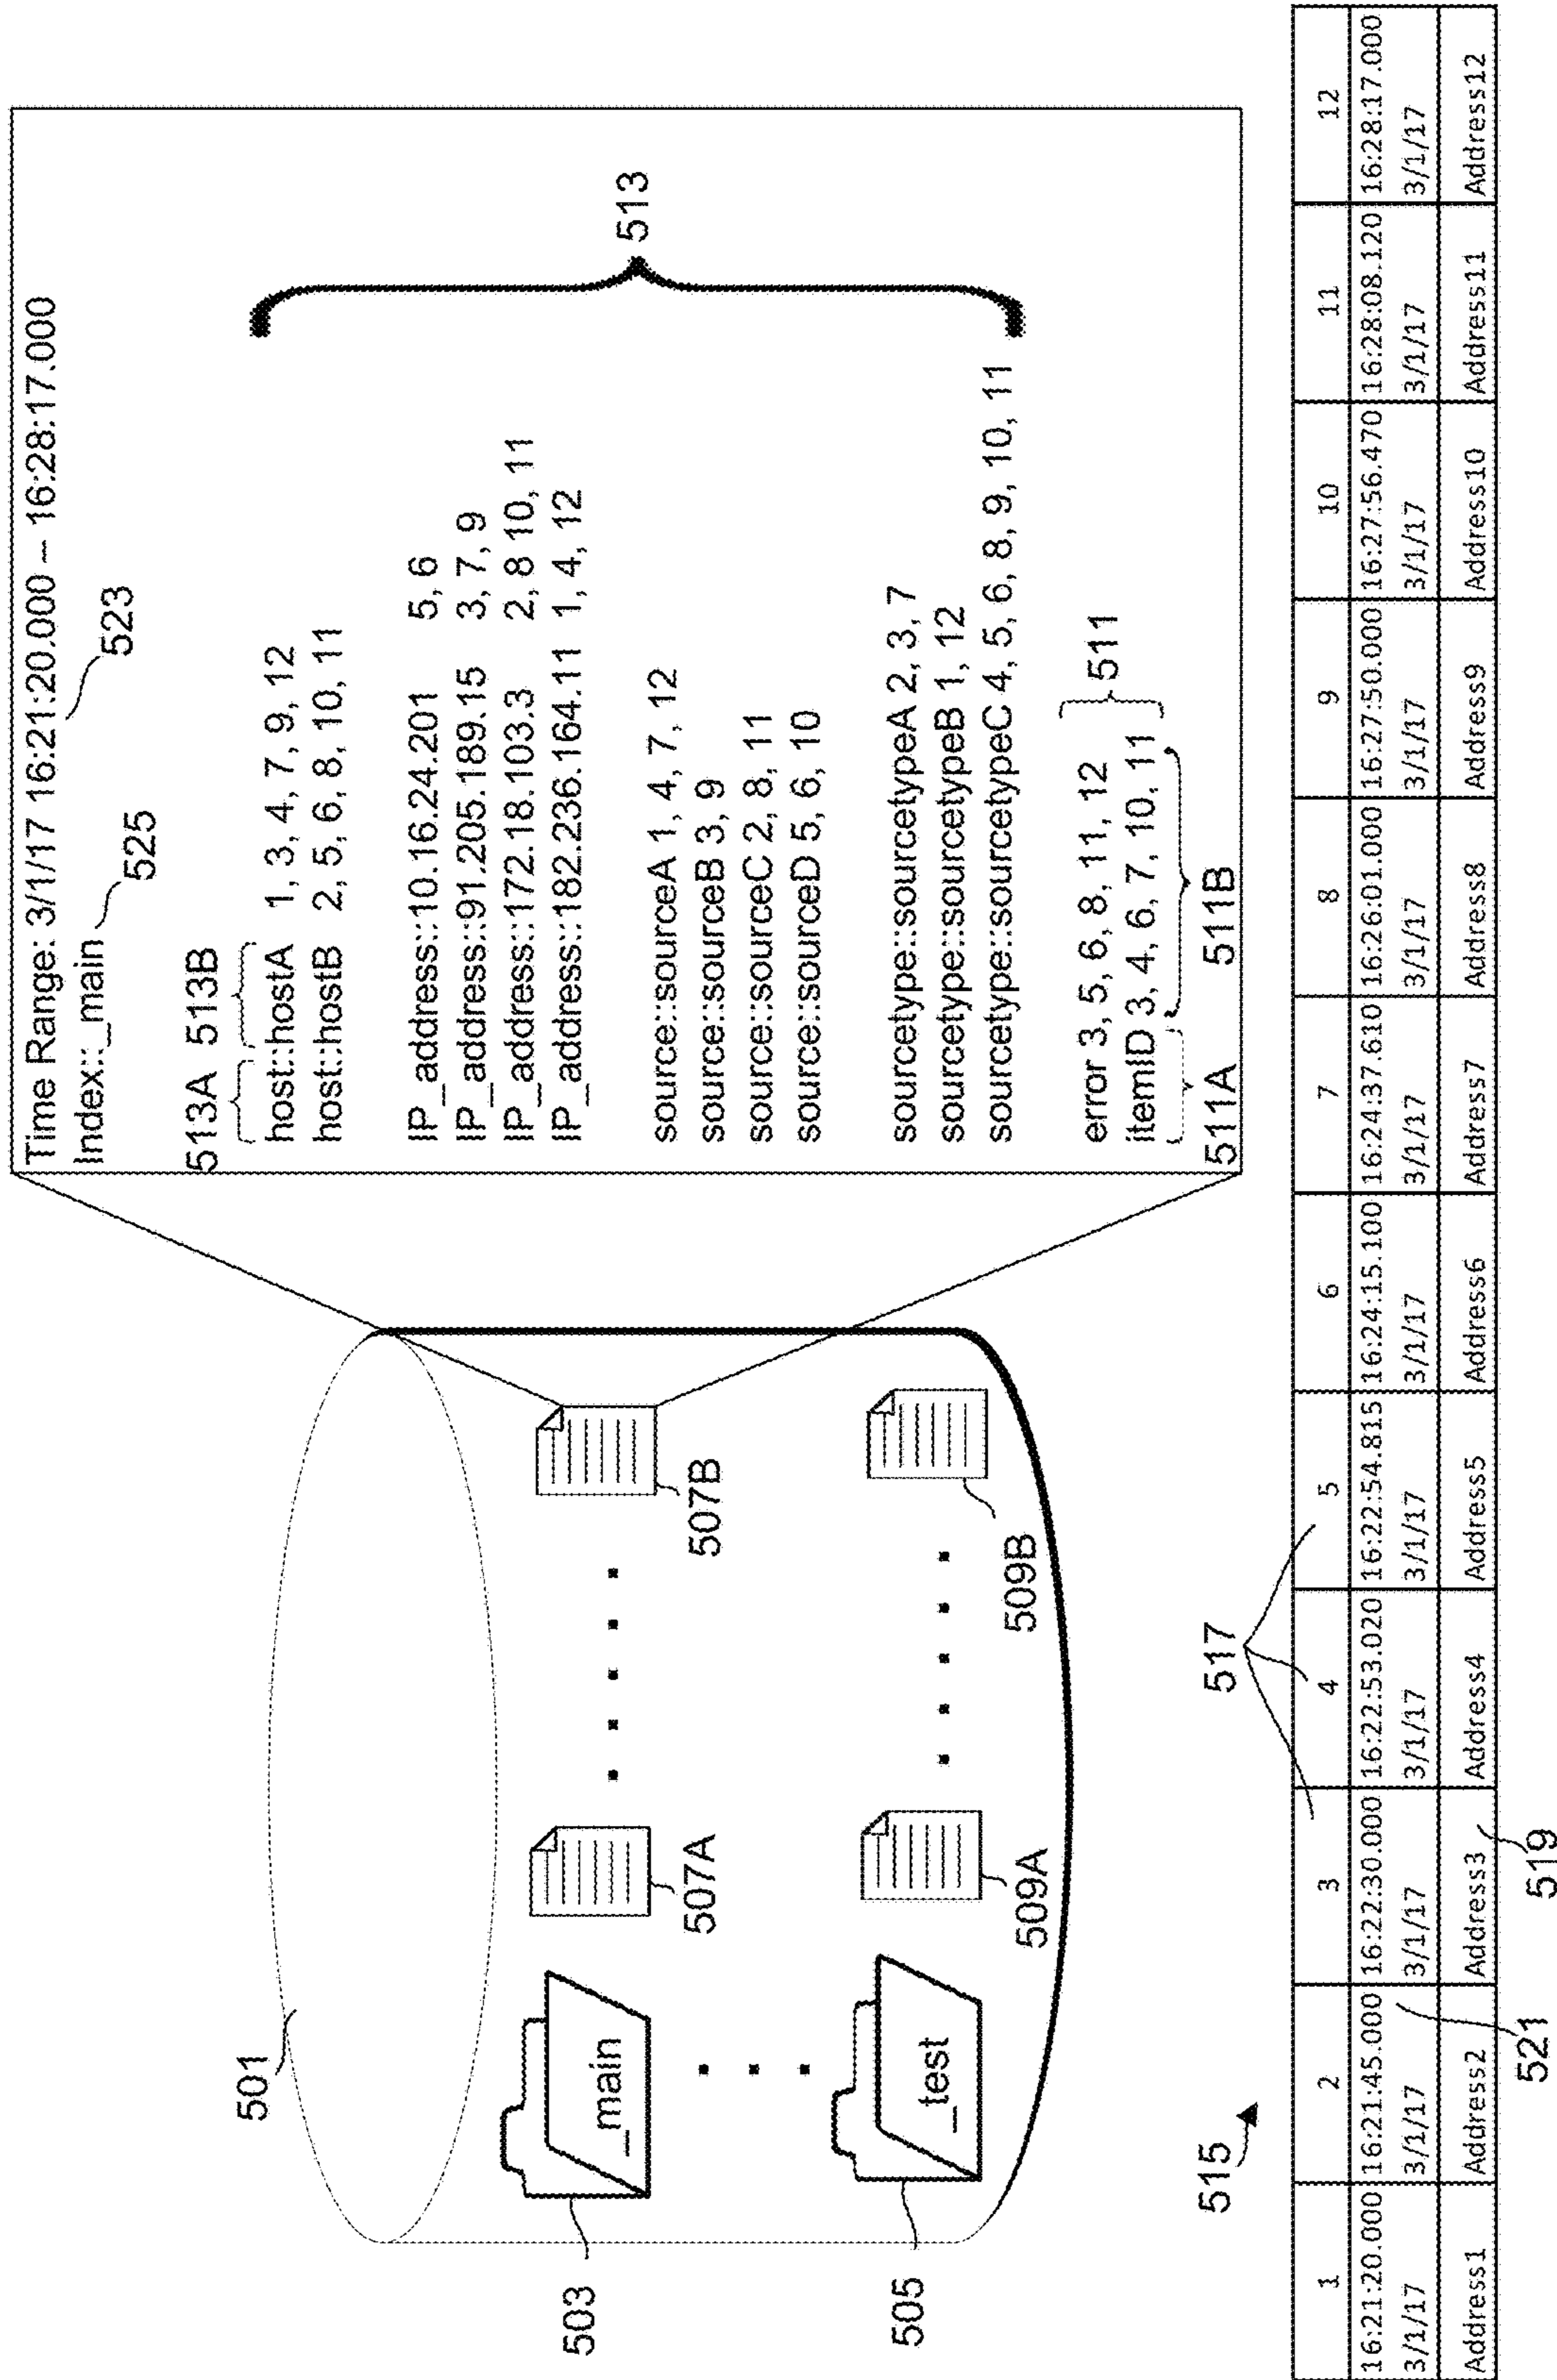 501
503
_main
505
_test
507A
507B
509A
509B
Time Range: 3/1/17 16:21:20.000 – 16:28:17.000
523
Index::_main
525
513A 513B
host::hostA 1, 3, 4, 7, 9, 12
host::hostB 2, 5, 6, 8, 10, 11
IP_address::10.16.24.201 5, 6
IP_address::91.205.189.15 3, 7, 9
IP_address::172.18.103.3 2, 8 10, 11
IP_address::182.236.164.11 1, 4, 12
513
source::sourceA 1, 4, 7, 12
source::sourceB 3, 9
source::sourceC 2, 8, 11
source::sourceD 5, 6, 10
sourcetype::sourcetypeA 2, 3, 7
sourcetype::sourcetypeB 1, 12
sourcetype::sourcetypeC 4, 5, 6, 8, 9, 10, 11
error 3, 5, 6, 8, 11, 12
itemID 3, 4, 6, 7, 10, 11
511
511A 511B
515
517
1 2 3 4 5 6 7 8 9 10 11 12
16:21:20.000 16:21:45.000 16:22:30.000 16:22:53.020 16:22:54.815 16:24:15.100 16:24:37.610 16:26:01.000 16:27:50.000 16:27:56.470 16:28:08.120 16:28:17.000
3/1/17 3/1/17 3/1/17 3/1/17 3/1/17 3/1/17 3/1/17 3/1/17 3/1/17 3/1/17 3/1/17 3/1/17
Address1 Address2 Address3 Address4 Address5 Address6 Address7 Address8 Address9 Address10 Address11 Address12
521
519